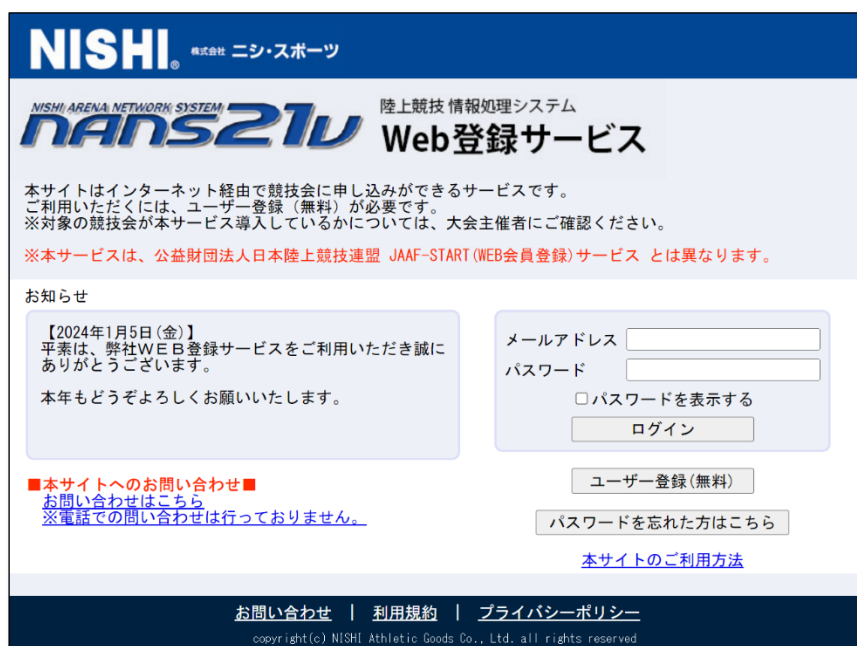 NISHI® 株式会社 ニシ・スポーツ
NISHI ARENA NETWORK SYSTEM
nans21v
陸上競技 情報処理システム
Web登録サービス
本サイトはインターネット経由で競技会に申し込みができるサービスです。
ご利用いただくには、ユーザー登録（無料）が必要です。
※対象の競技会が本サービス導入しているかについては、大会主催者にご確認ください。
※本サービスは、公益財団法人日本陸上競技連盟 JAAF-START(WEB会員登録)サービス とは異なります。
お知らせ
【2024年1月5日(金)】
平素は、弊社ＷＥＢ登録サービスをご利用いただき誠に
ありがとうございます。
本年もどうぞよろしくお願いいたします。
メールアドレス
パスワード
パスワードを表示する
ログイン
■本サイトへのお問い合わせ■
お問い合わせはこちら
※電話での問い合わせは行っておりません。
ユーザー登録(無料)
パスワードを忘れた方はこちら
本サイトのご利用方法
お問い合わせ | 利用規約 | プライバシーポリシー
copyright(c) NISHI Athletic Goods Co., Ltd. all rights reserved